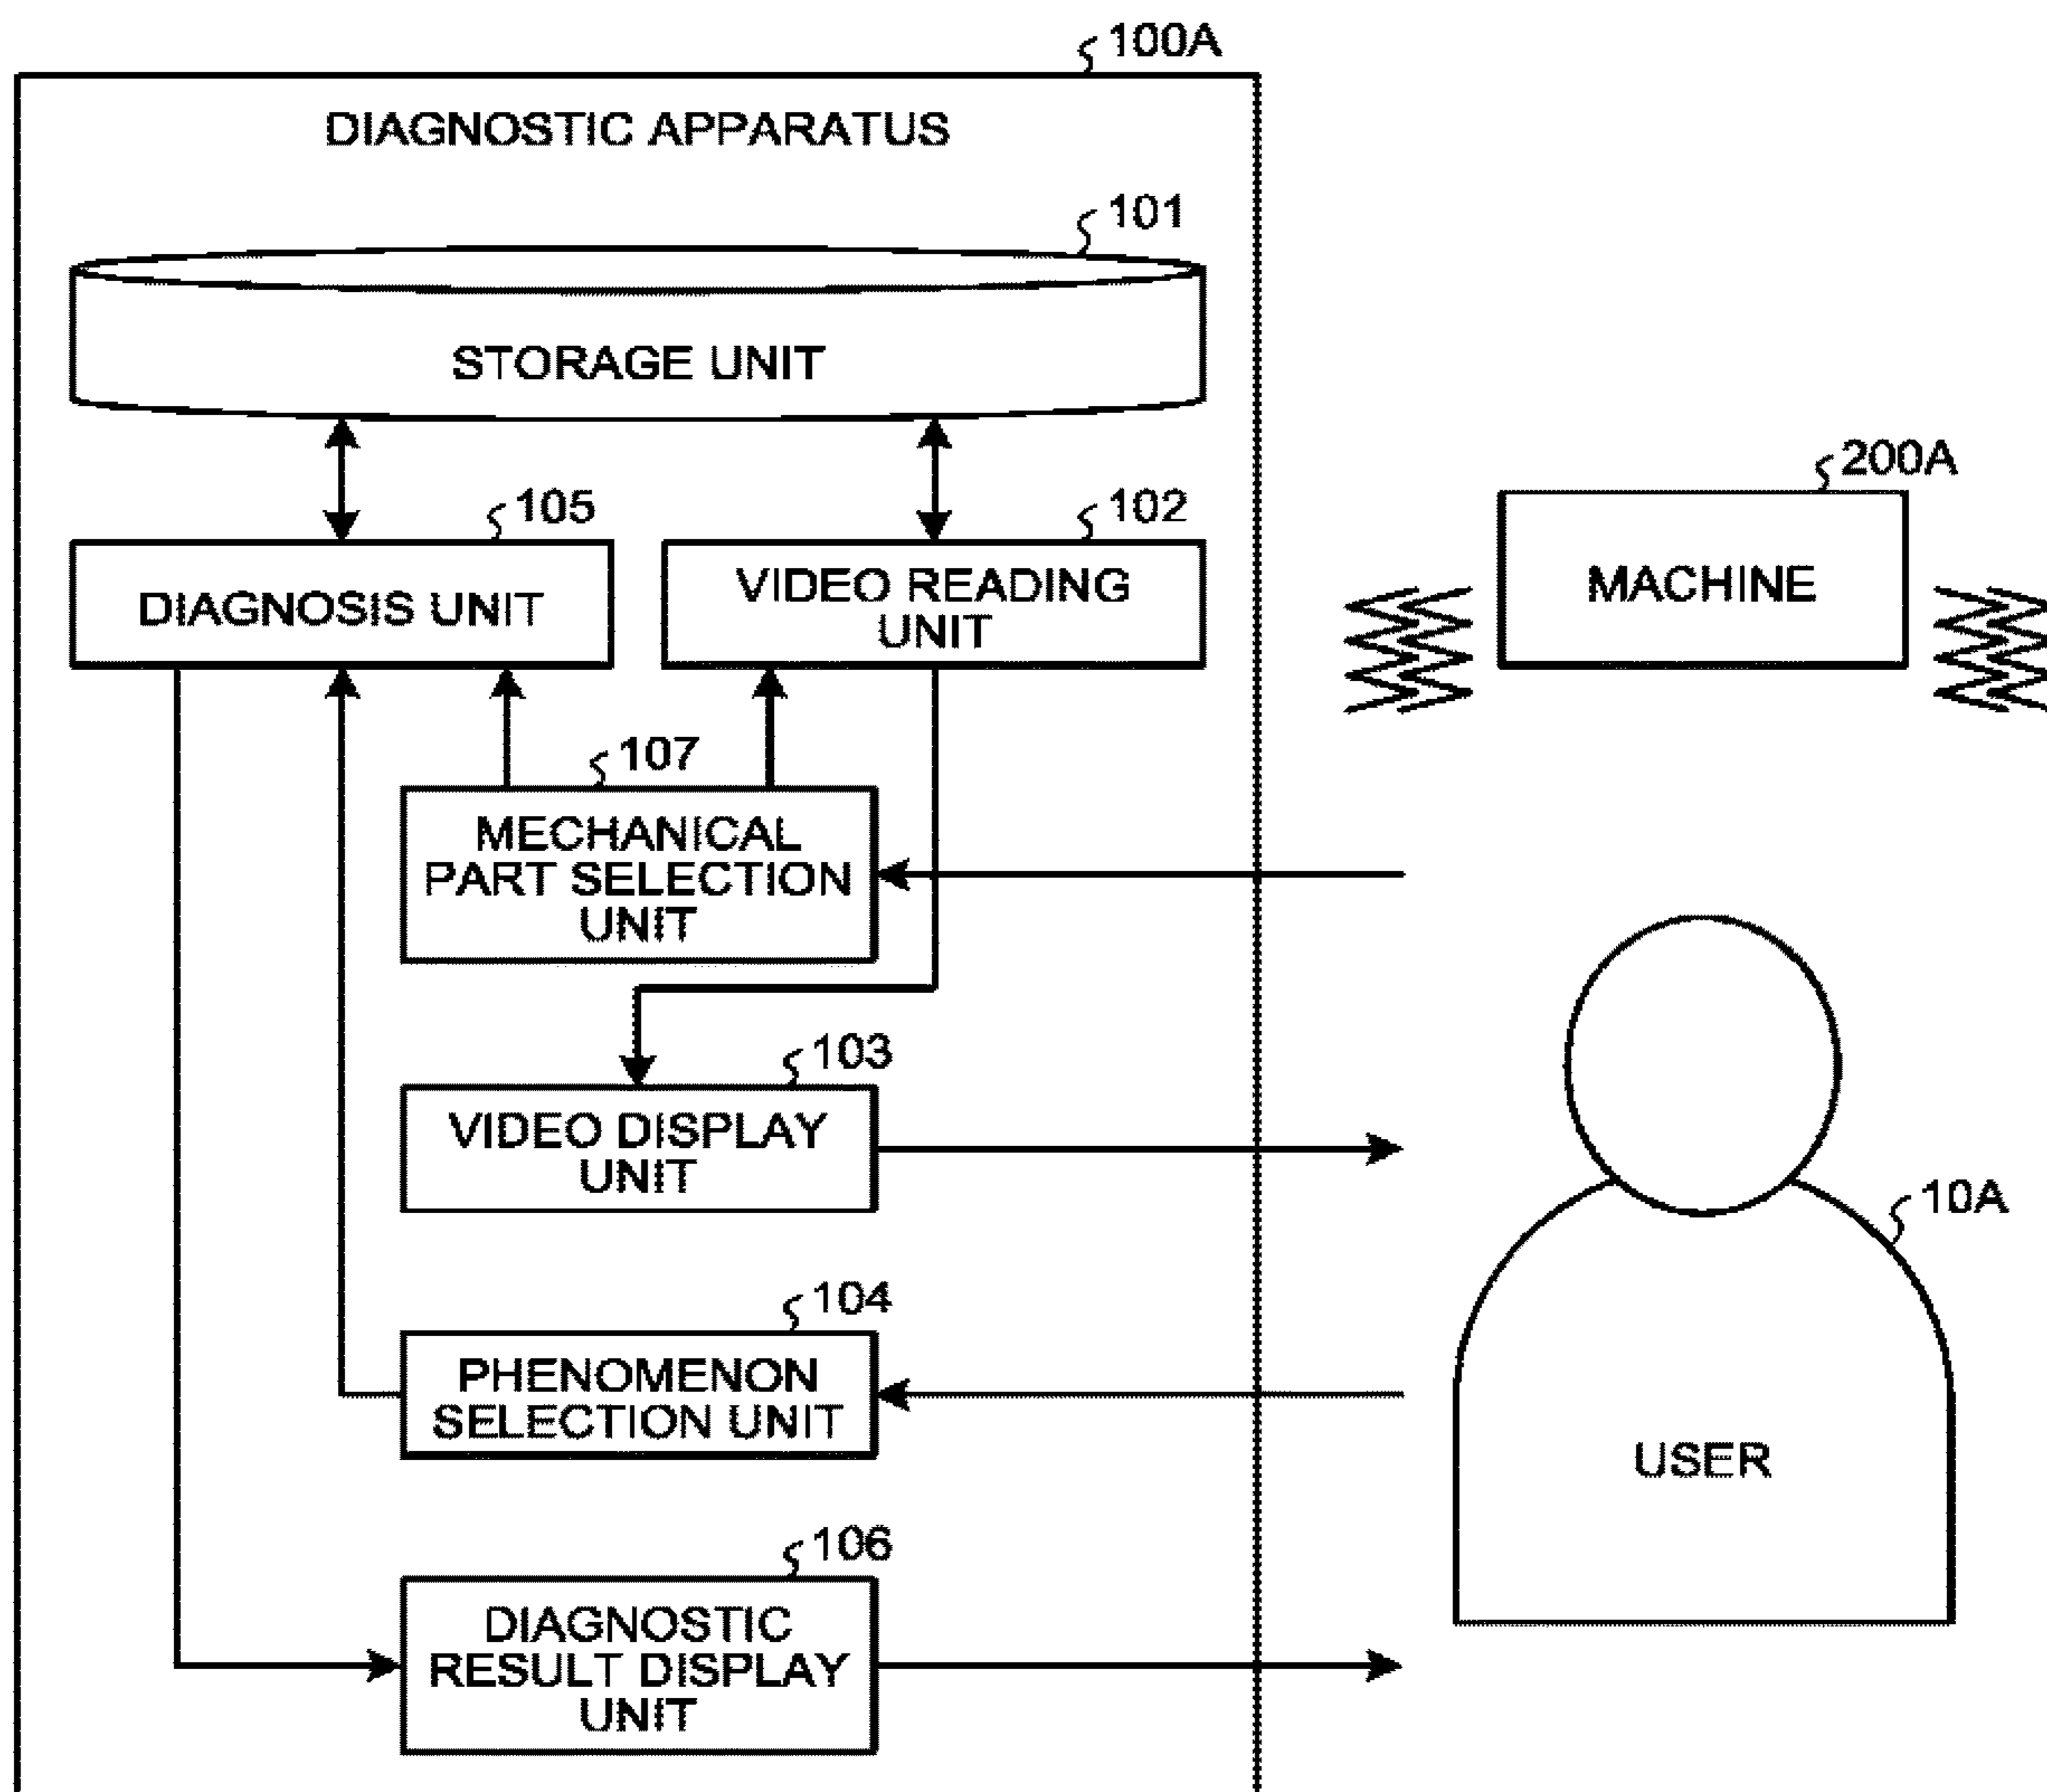 100A
DIAGNOSTIC APPARATUS
101
STORAGE UNIT
105
DIAGNOSIS UNIT
102
VIDEO READING
UNIT
200A
MACHINE
107
MECHANICAL
PART SELECTION
UNIT
103
VIDEO DISPLAY
UNIT
10A
USER
104
PHENOMENON
SELECTION UNIT
106
DIAGNOSTIC
RESULT DISPLAY
UNIT